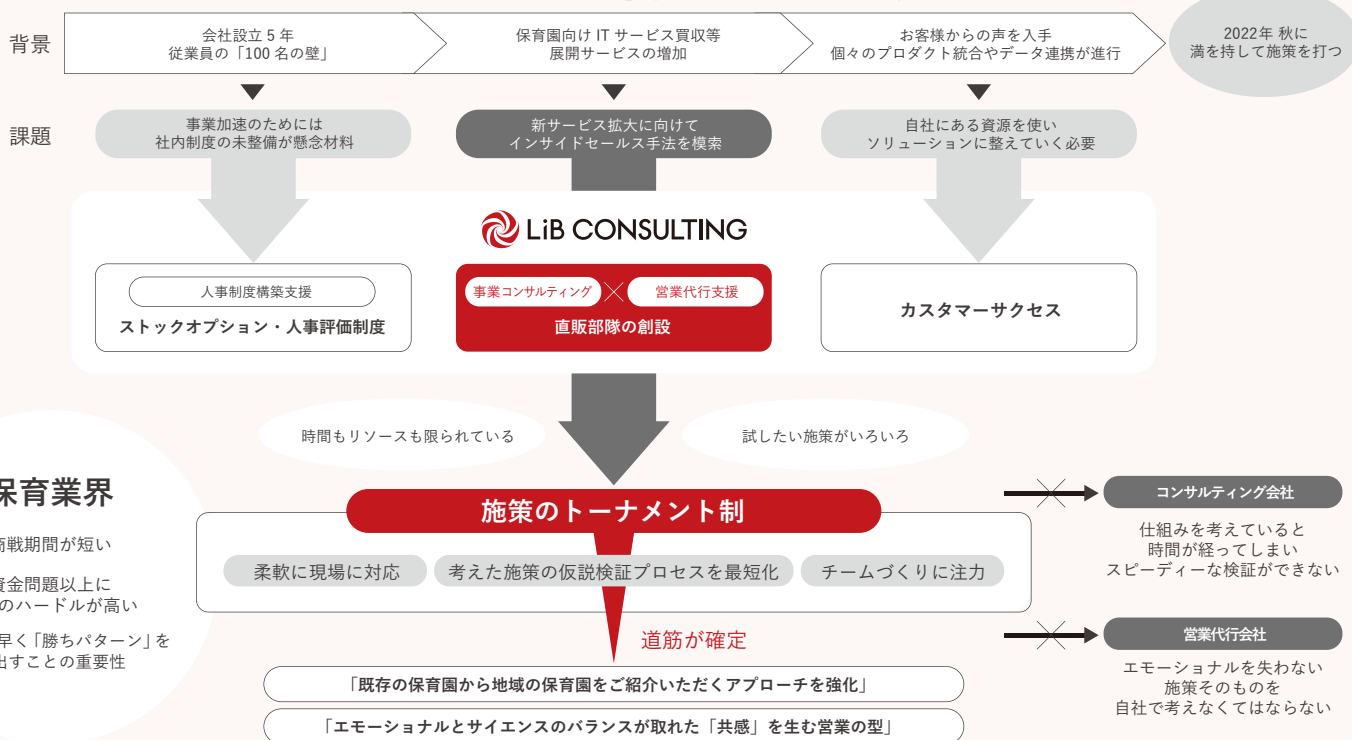 背景
会社設立 5 年
従業員の「100 名の壁」
保育園向け IT サービス買収等
展開サービスの増加
お客様からの声を入手
個々のプロダクト統合やデータ連携が進行
2022年 秋に
満を持して施策を打つ
課題
事業加速のためには
社内制度の未整備が懸念材料
新サービス拡大に向けて
インサイドセールス手法を模索
自社にある資源を使い
ソリューションに整えていく必要
LiB CONSULTING
人事制度構築支援
ストックオプション・人事評価制度
事業コンサルティング
営業代行支援
直販部隊の創設
カスタマーサクセス
時間もリソースも限られている
試したい施策がいろいろ
保育業界
商戦期間が短い
資金問題以上に
のハードルが高い
早く「勝ちパターン」を
出すことの重要性
施策のトーナメント制
柔軟に現場に対応
考えた施策の仮説検証プロセスを最短化
チームづくりに注力
道筋が確定
「既存の保育園から地域の保育園をご紹介いただくアプローチを強化」
「エモーショナルとサイエンスのバランスが取れた「共感」を生む営業の型」
コンサルティング会社
仕組みを考えていると
時間が経ってしまい
スピーディーな検証ができない
営業代行会社
エモーショナルを失わない
施策そのものを
自社で考えなくてはならない